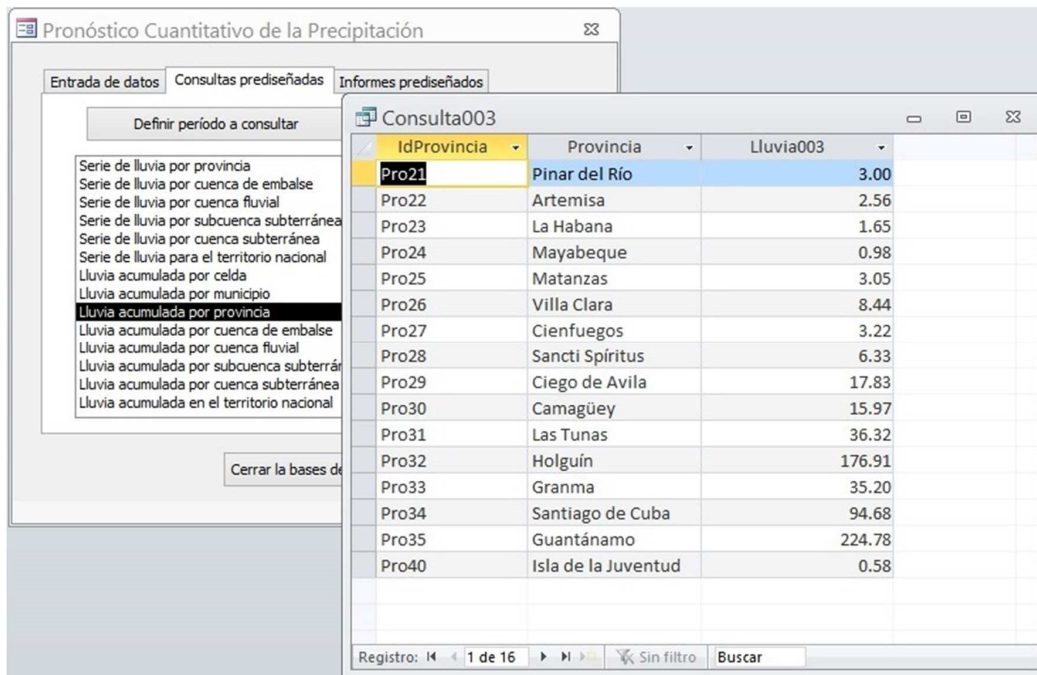 Pronóstico Cuantitativo de la Precipitación
Entrada de datos Consultas prediseñadas Informes prediseñados
Definir período a consultar
Serie de lluvia por provincia
Serie de lluvia por cuenca de embalse
Serie de lluvia por cuenca fluvial
Serie de lluvia por subcuenca subterránea
Serie de lluvia por cuenca subterránea
Serie de lluvia para el territorio nacional
Lluvia acumulada por celda
Lluvia acumulada por municipio
Lluvia acumulada por provincia
Lluvia acumulada por cuenca de embalse
Lluvia acumulada por cuenca fluvial
Lluvia acumulada por subcuenca subterrán
Lluvia acumulada por cuenca subterránea
Lluvia acumulada en el territorio nacional
Cerrar la bases de
Consulta003
IdProvincia Provincia Lluvia003
Pro21 Pinar del Río 3.00
Pro22 Artemisa 2.56
Pro23 La Habana 1.65
Pro24 Mayabeque 0.98
Pro25 Matanzas 3.05
Pro26 Villa Clara 8.44
Pro27 Cienfuegos 3.22
Pro28 Sancti Spíritus 6.33
Pro29 Ciego de Avila 17.83
Pro30 Camagüey 15.97
Pro31 Las Tunas 36.32
Pro32 Holguín 176.91
Pro33 Granma 35.20
Pro34 Santiago de Cuba 94.68
Pro35 Guantánamo 224.78
Pro40 Isla de la Juventud 0.58
Registro: 1 de 16 Sin filtro Buscar